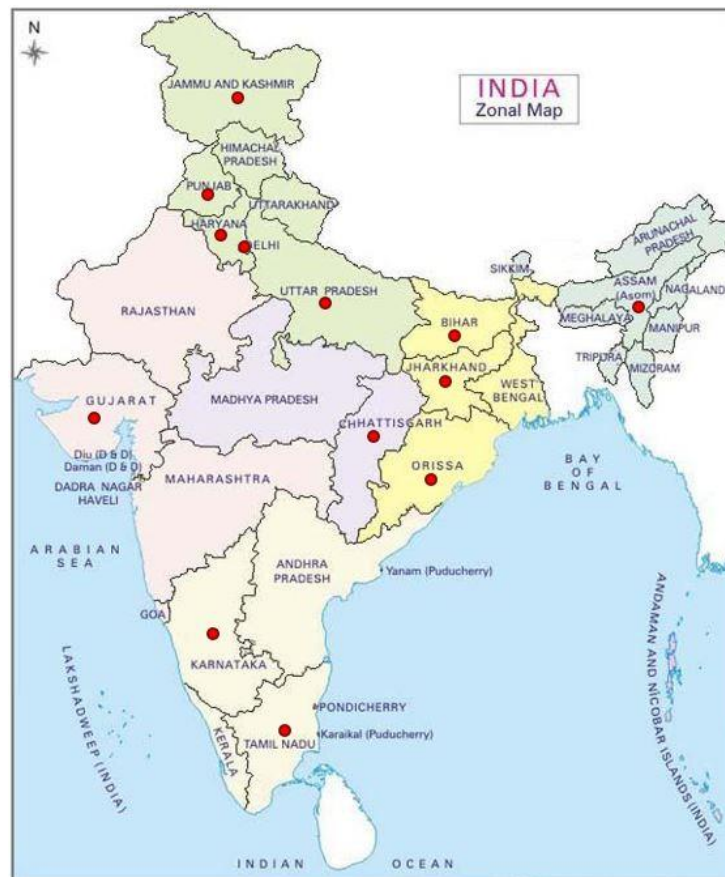 N
INDIA
Zonal Map
JAMMU AND KASHMIR
HIMACHAL
PRADESH
PUNJAB
UTTARAKHAND
HARYANA
DELHI
ARUNACHAL
PRADESH
SIKKIM
ASSAM
(Asom)
NAGALAND
UTTAR PRADESH
RAJASTHAN
MEGHALAYA
BIHAR
MANIPUR
TRIPURA
MIZORAM
JHARKHAND
WEST
BENGAL
GUJARAT
MADHYA PRADESH
CHHATTISGARH
Diu (D & D)
Daman (D & D)
DADRA NAGAR
HAVELI
MAHARASHTRA
ORISSA
BAY
OF
BENGAL
ARABIAN
SEA
ANDHRA
PRADESH
Yanam (Puducherry)
GOA
KARNATAKA
LAKSHADWEEP (INDIA)
ANDAMAN AND NICOBAR ISLANDS (INDIA)
PONDICHERRY
KERALA
TAMIL NADU
Karaikal (Puducherry)
INDIAN OCEAN